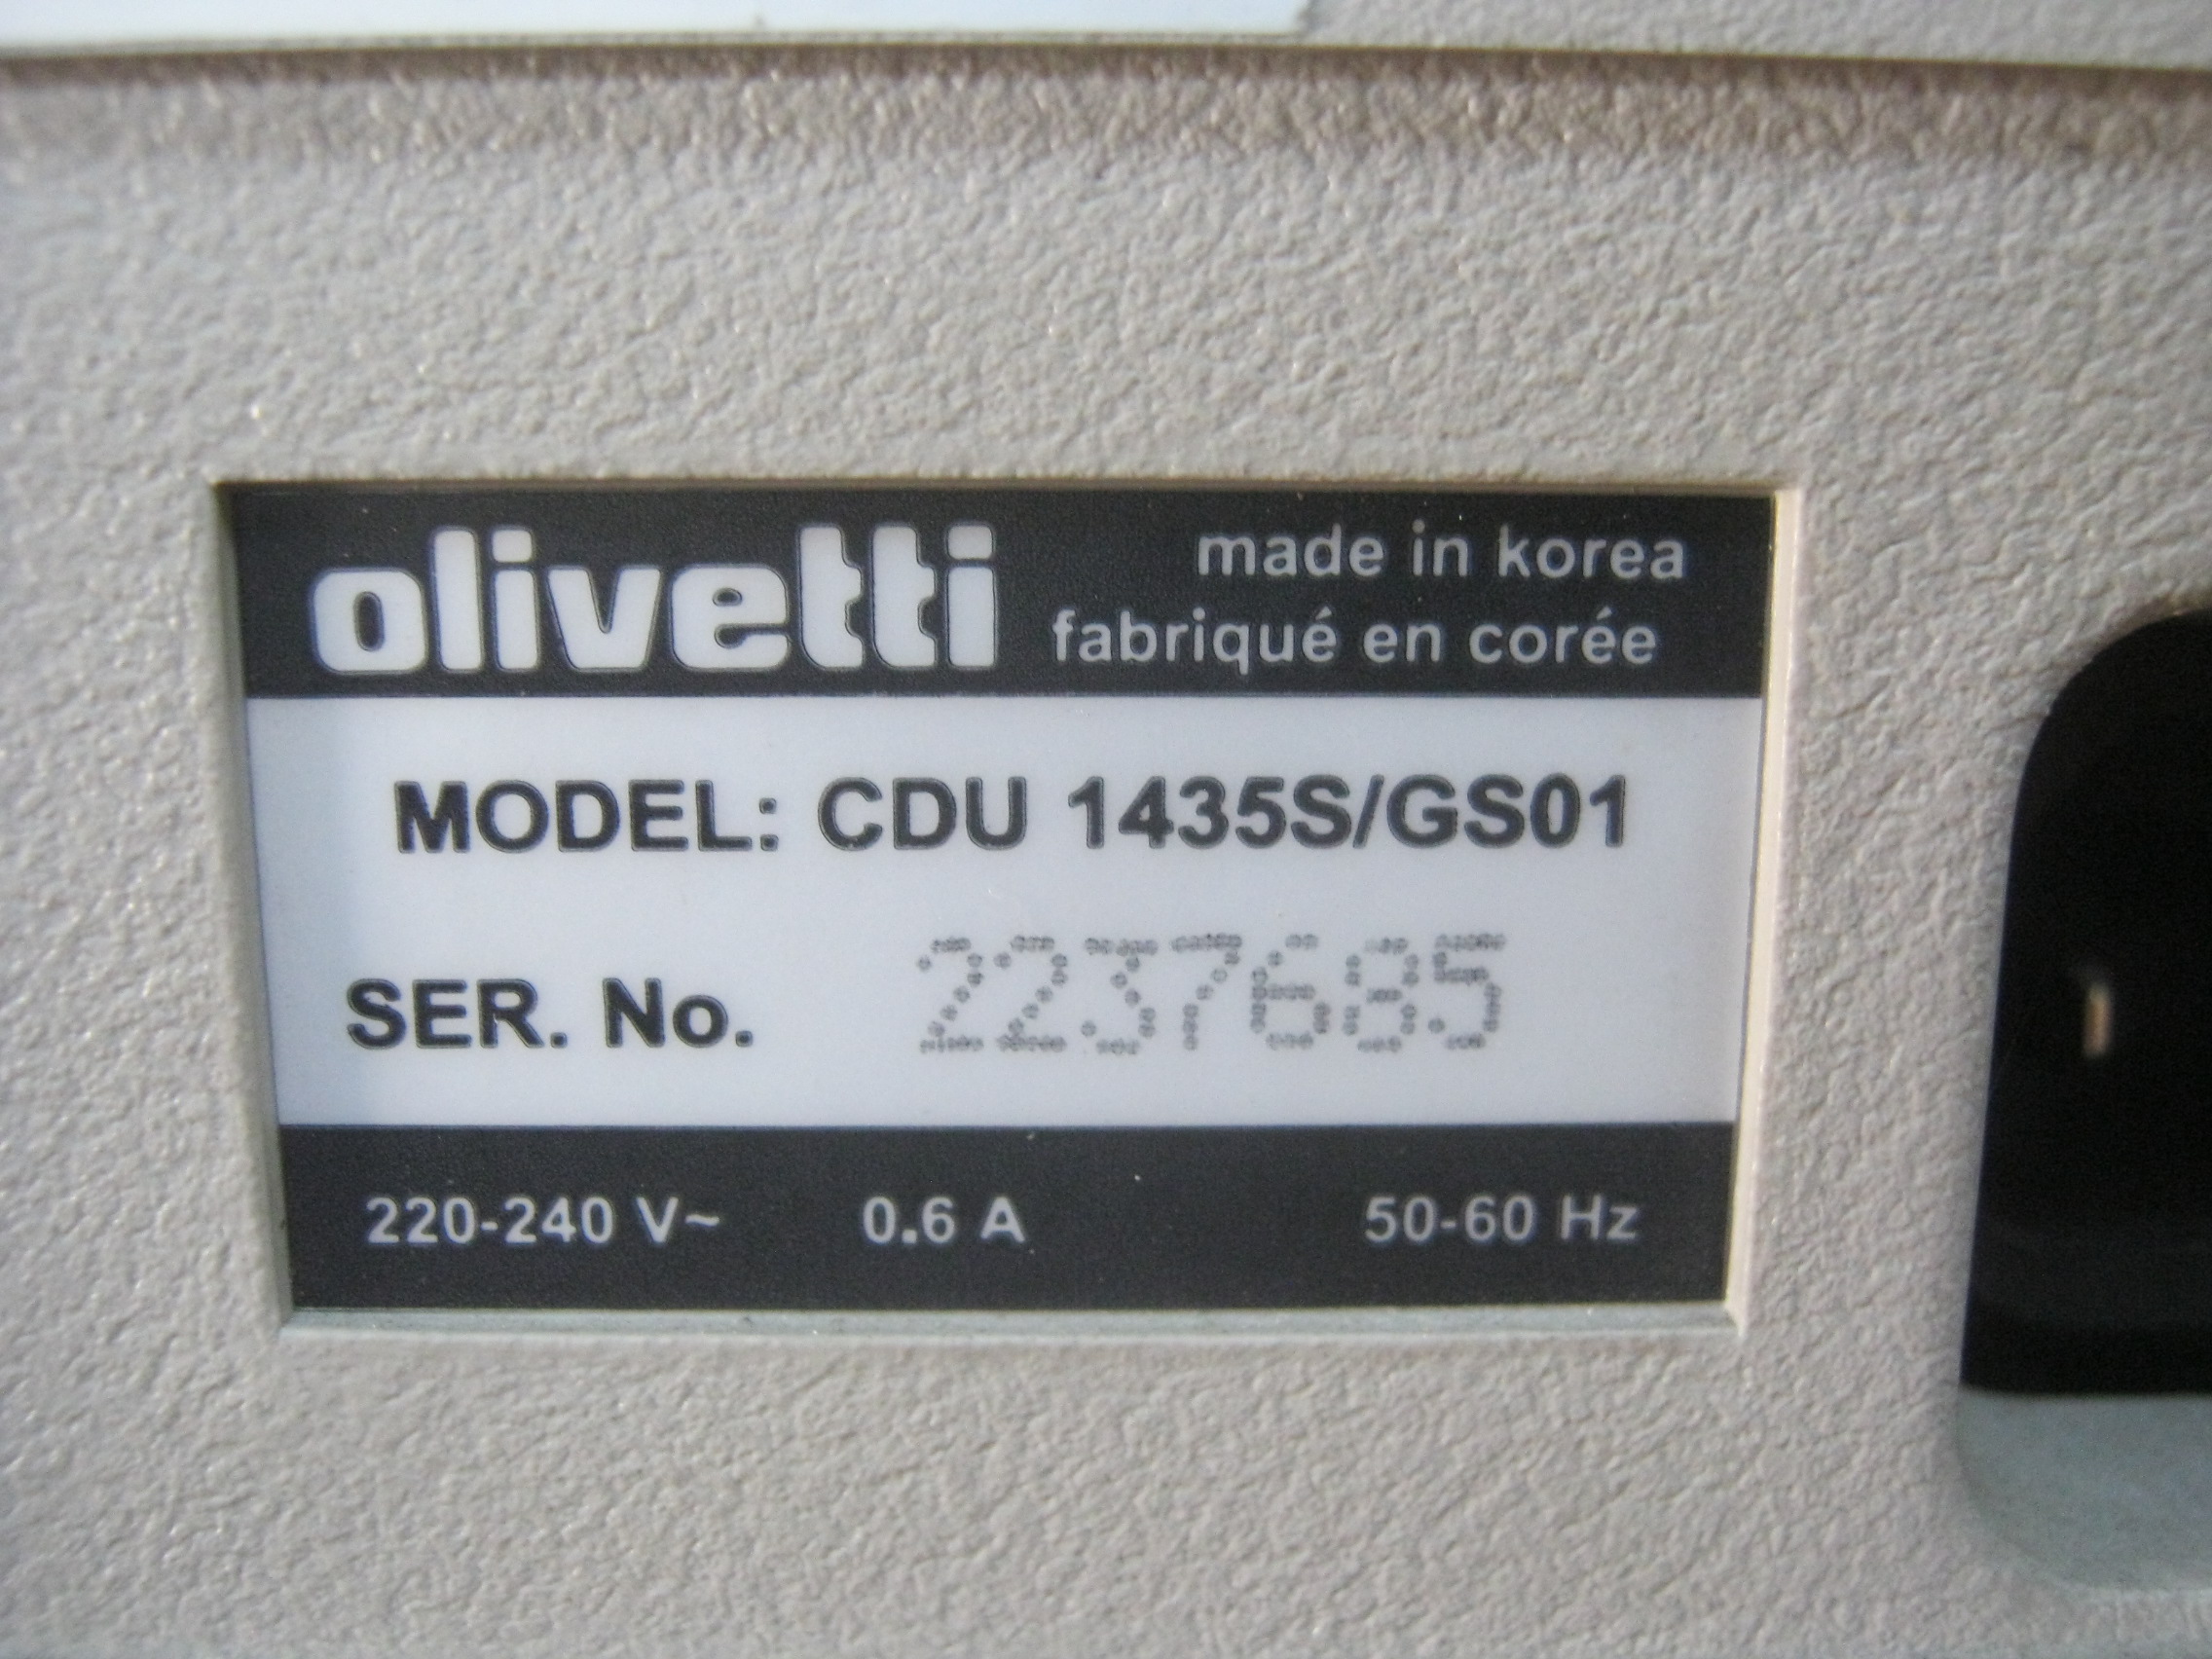 olivetti
made in korea
fabriqué en corée
MODEL: CDU 1435S/GS01
SER. No. 2237685
220-240 V~ 0.6 A 50-60 Hz